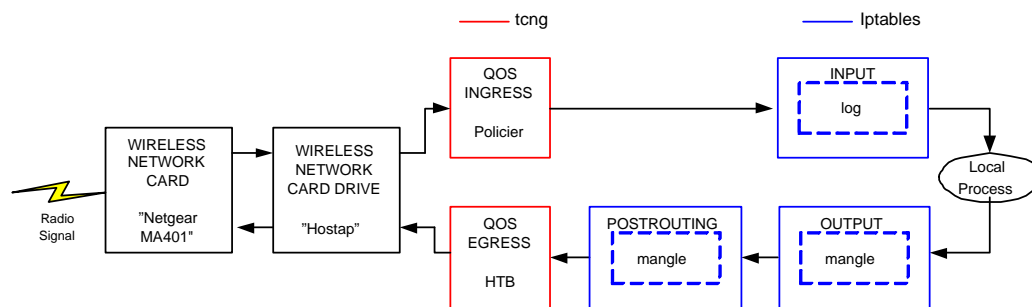 tcng
Iptables
QOS
INGRESS
Policier
INPUT
log
WIRELESS
NETWORK
CARD
"Netgear
MA401"
WIRELESS
NETWORK
CARD DRIVE
"Hostap"
Radio
Signal
Local
Process
QOS
EGRESS
HTB
POSTROUTING
mangle
OUTPUT
mangle